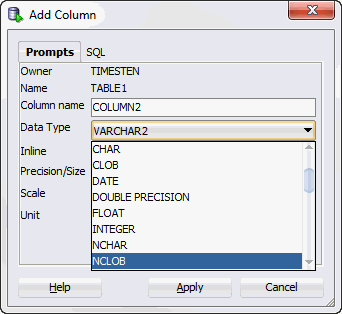 Add Column
Prompts SQL
Owner TIMESTEN
Name TABLE1
Column name COLUMN2
Data Type VARCHAR2
Inline CHAR
CLOB
Precision/Size DATE
DOUBLE PRECISION
Scale FLOAT
Unit INTEGER
NCHAR
NCLOB
Help Apply Cancel